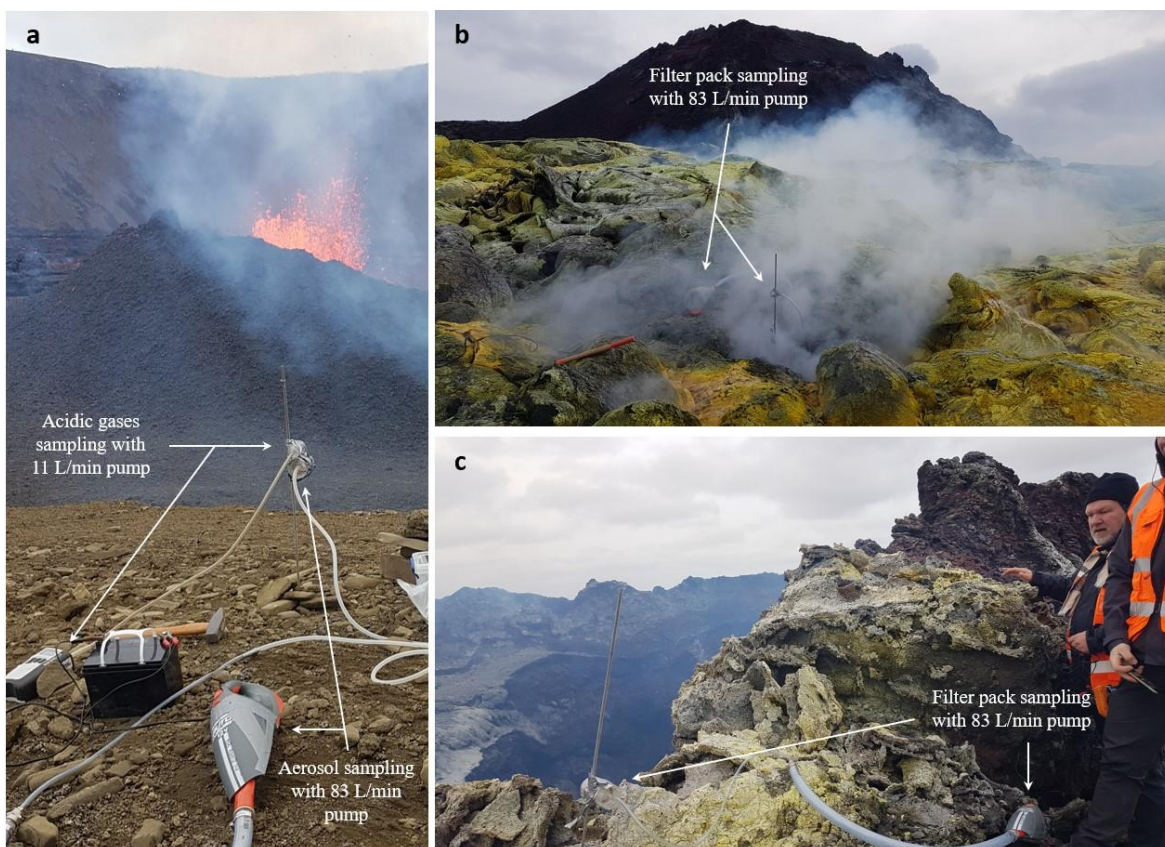 a
Acidic gases
sampling with
11 L/min pump
Aerosol sampling
with 83 L/min
pump
b
Filter pack sampling
with 83 L/min pump
c
Filter pack sampling
with 83 L/min pump